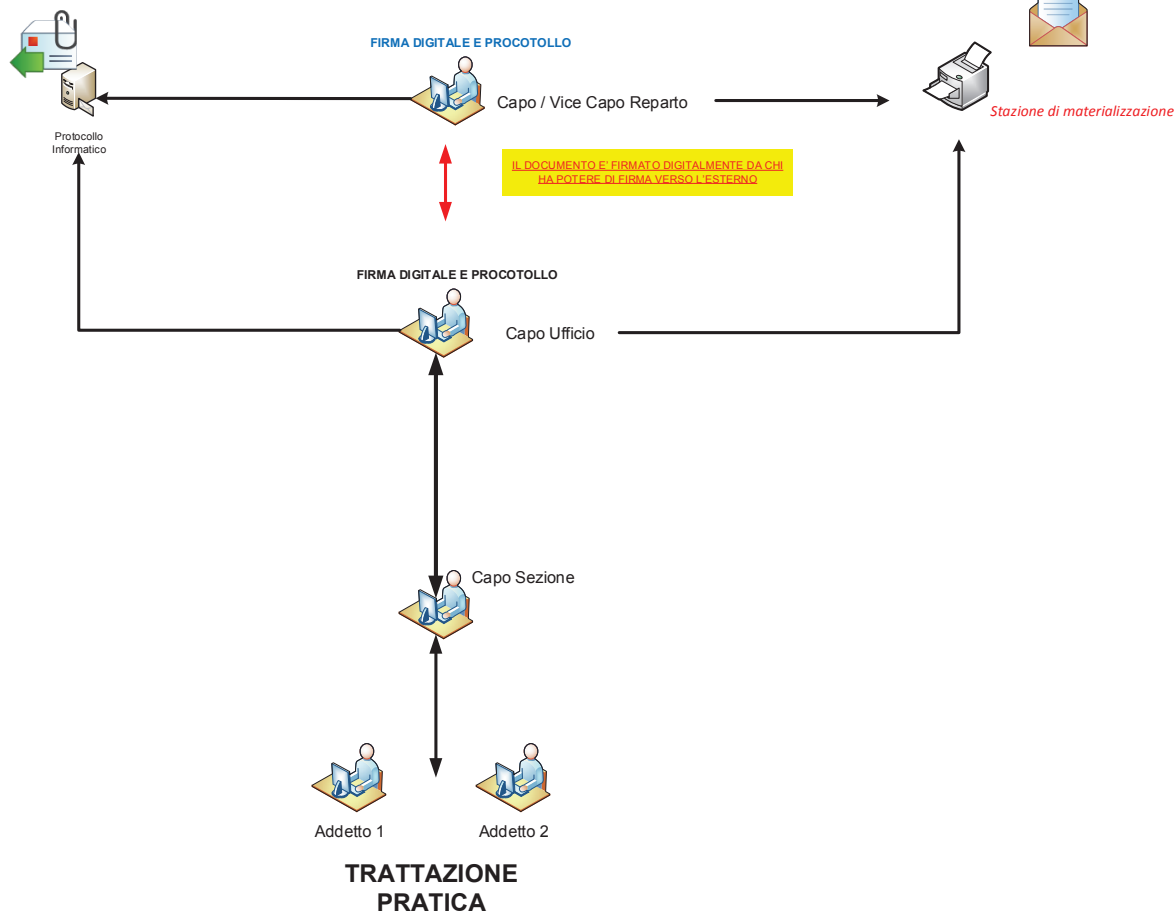 FIRMA DIGITALE E PROCOTOLLO
Capo / Vice Capo Reparto
Stazione di materializzazione
Protocollo
Informatico
IL DOCUMENTO E' FIRMATO DIGITALMENTE DA CHI
HA POTERE DI FIRMA VERSO L'ESTERNO
FIRMA DIGITALE E PROCOTOLLO
Capo Ufficio
Capo Sezione
Addetto 1
Addetto 2
TRATTAZIONE
PRATICA